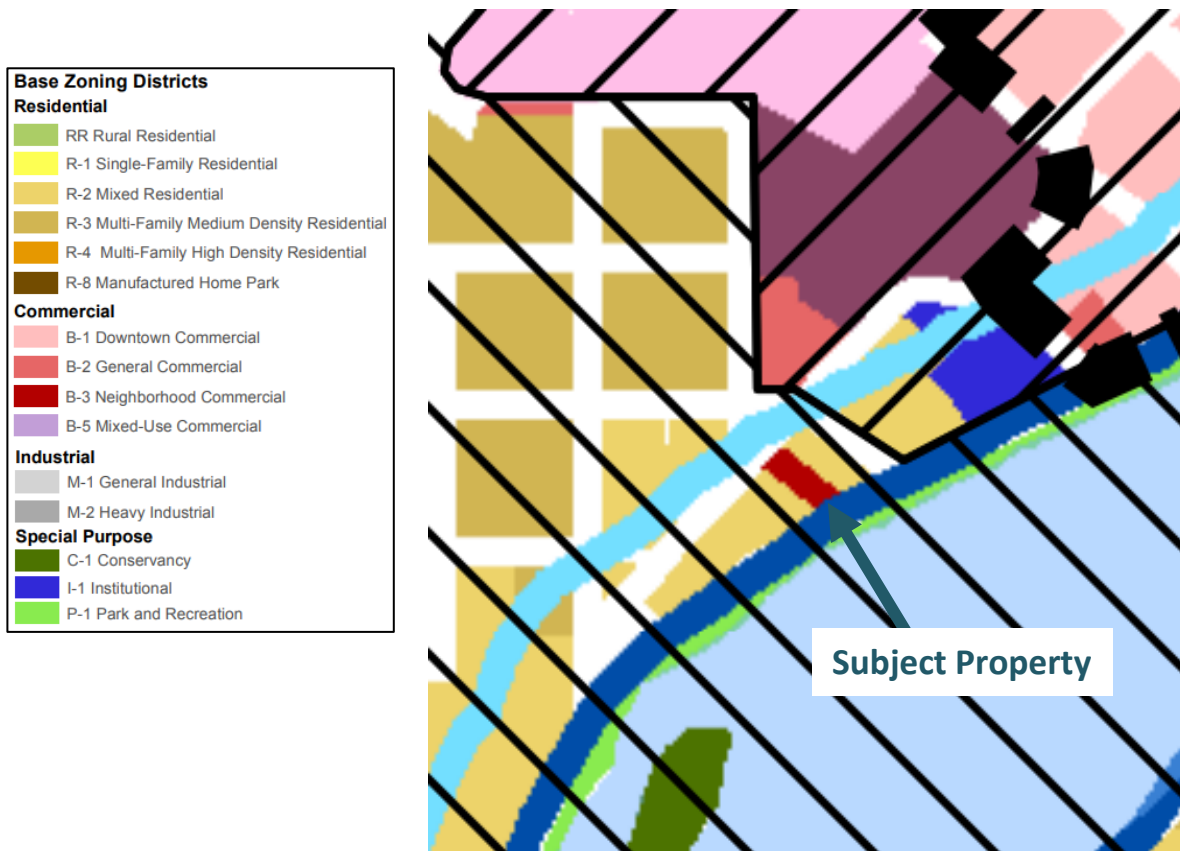 Base Zoning Districts
Residential
RR Rural Residential
R-1 Single-Family Residential
R-2 Mixed Residential
R-3 Multi-Family Medium Density Residential
R-4 Multi-Family High Density Residential
R-8 Manufactured Home Park
Commercial
B-1 Downtown Commercial
B-2 General Commercial
B-3 Neighborhood Commercial
B-5 Mixed-Use Commercial
Industrial
M-1 General Industrial
M-2 Heavy Industrial
Special Purpose
C-1 Conservancy
I-1 Institutional
P-1 Park and Recreation
Subject Property